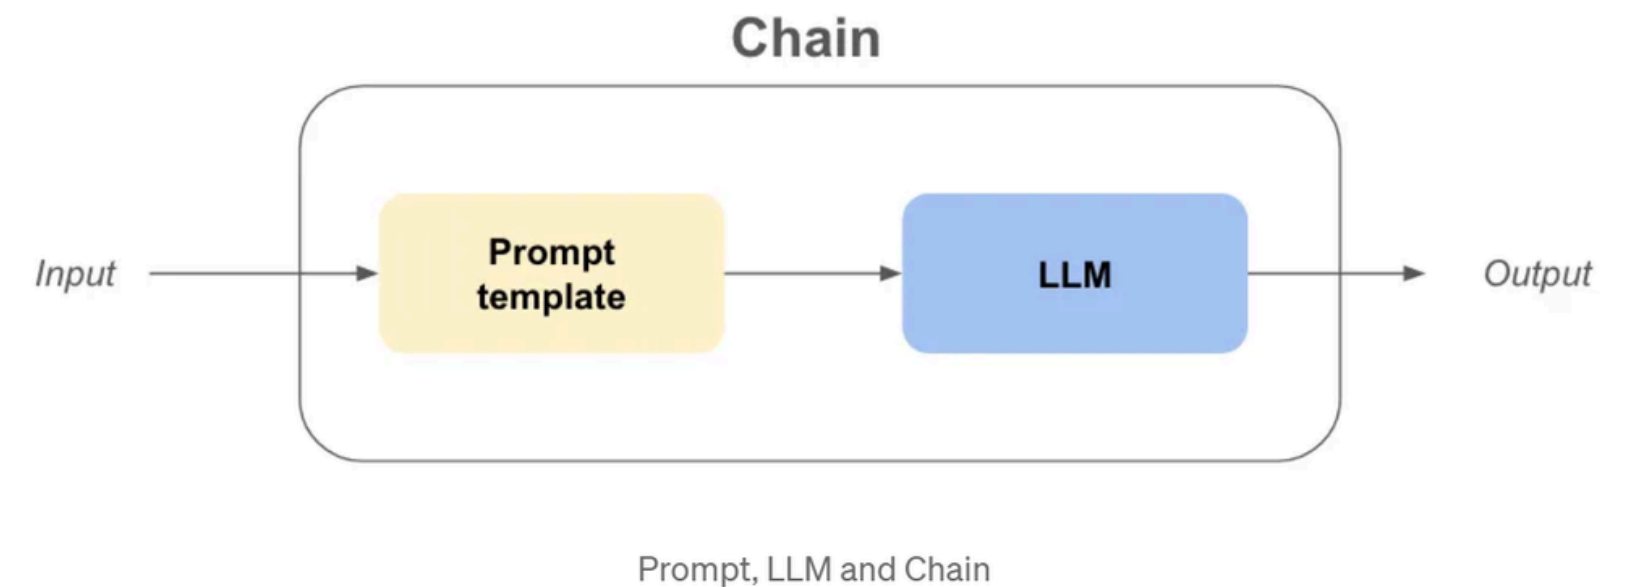 Chain
Input
Prompt
template
LLM
Output
Prompt, LLM and Chain